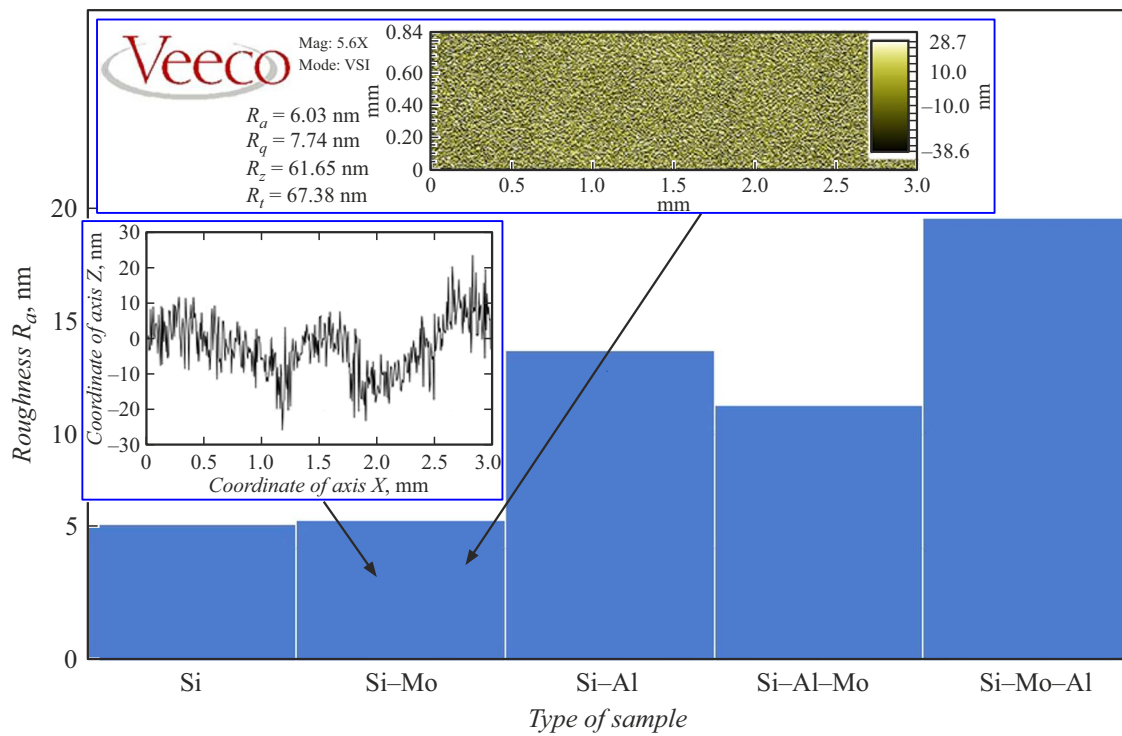 Veeco
Mag: 5.6X
Mode: VSI
R_a = 6.03 nm
R_q = 7.74 nm
R_z = 61.65 nm
R_t = 67.38 nm
0.84
0.60
0.40
0.20
0
mm
0 0.5 1.0 1.5 2.0 2.5 3.0
mm
28.7
10.0
–10.0
–38.6
nm
30
20
10
0
–10
–20
–30
Coordinate of axis Z, nm
0 0.5 1.0 1.5 2.0 2.5 3.0
Coordinate of axis X, mm
20
15
10
5
0
Roughness R_a, nm
Si Si–Mo Si–Al Si–Al–Mo Si–Mo–Al
Type of sample